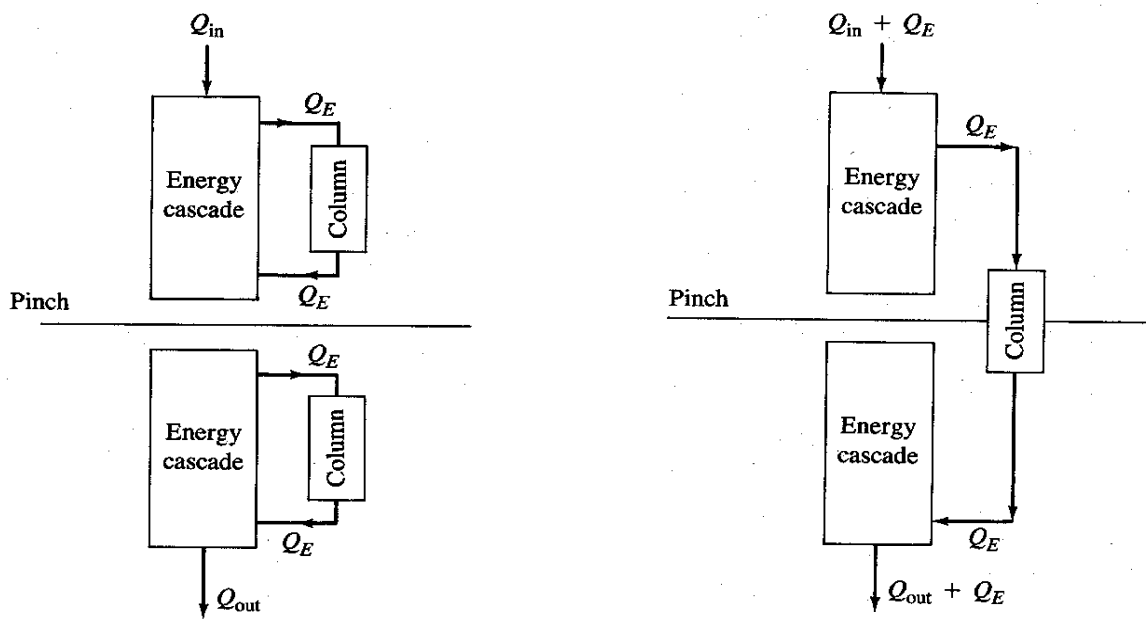 Q_in
Q_E
Energy
cascade
Column
Q_E
Pinch
Q_E
Energy
cascade
Column
Q_E
Q_out
Q_in + Q_E
Q_E
Energy
cascade
Pinch
Column
Energy
cascade
Q_E
Q_out + Q_E